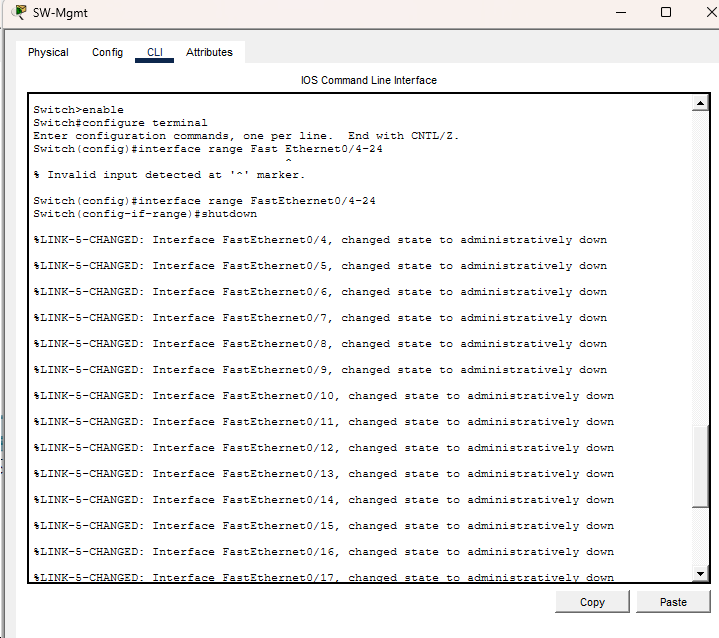 SW-Mgmt
Physical Config CLI Attributes
IOS Command Line Interface
Switch>enable
Switch#configure terminal
Enter configuration commands, one per line.  End with CNTL/Z.
Switch(config)#interface range Fast Ethernet0/4-24
^
% Invalid input detected at '^' marker.
Switch(config)#interface range FastEthernet0/4-24
Switch(config-if-range)#shutdown
%LINK-5-CHANGED: Interface FastEthernet0/4, changed state to administratively down
%LINK-5-CHANGED: Interface FastEthernet0/5, changed state to administratively down
%LINK-5-CHANGED: Interface FastEthernet0/6, changed state to administratively down
%LINK-5-CHANGED: Interface FastEthernet0/7, changed state to administratively down
%LINK-5-CHANGED: Interface FastEthernet0/8, changed state to administratively down
%LINK-5-CHANGED: Interface FastEthernet0/9, changed state to administratively down
%LINK-5-CHANGED: Interface FastEthernet0/10, changed state to administratively down
%LINK-5-CHANGED: Interface FastEthernet0/11, changed state to administratively down
%LINK-5-CHANGED: Interface FastEthernet0/12, changed state to administratively down
%LINK-5-CHANGED: Interface FastEthernet0/13, changed state to administratively down
%LINK-5-CHANGED: Interface FastEthernet0/14, changed state to administratively down
%LINK-5-CHANGED: Interface FastEthernet0/15, changed state to administratively down
%LINK-5-CHANGED: Interface FastEthernet0/16, changed state to administratively down
%LINK-5-CHANGED: Interface FastEthernet0/17, changed state to administratively down
Copy Paste